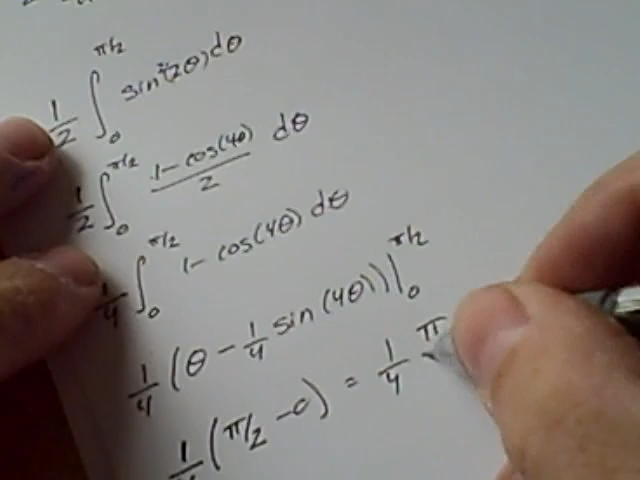 1/2 ∫₀^π/2 sin²(2θ)dθ
1/2 ∫₀^π/2 1-cos(4θ)/2 dθ
1/4 ∫₀^π/2 1-cos(4θ)dθ
1/4 (θ - 1/4 sin(4θ))|₀^π/2
1/4 (π/2 - 0) = 1/4 π